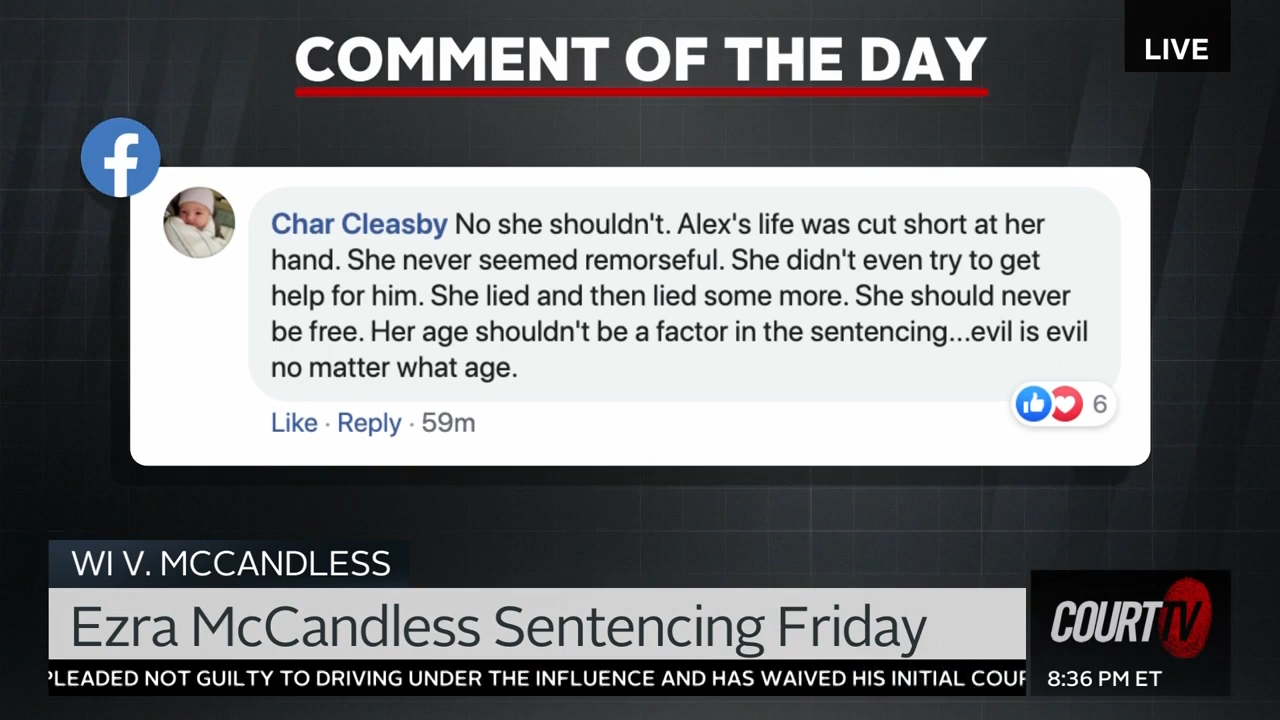 COMMENT OF THE DAY
LIVE
f
Char Cleasby No she shouldn't. Alex's life was cut short at her
hand. She never seemed remorseful. She didn't even try to get
help for him. She lied and then lied some more. She should never
be free. Her age shouldn't be a factor in the sentencing...evil is evil
no matter what age.
Like · Reply · 59m
6
WI V. MCCANDLESS
Ezra McCandless Sentencing Friday
COURT TV
PLEADED NOT GUILTY TO DRIVING UNDER THE INFLUENCE AND HAS WAIVED HIS INITIAL
8:36 PM ET